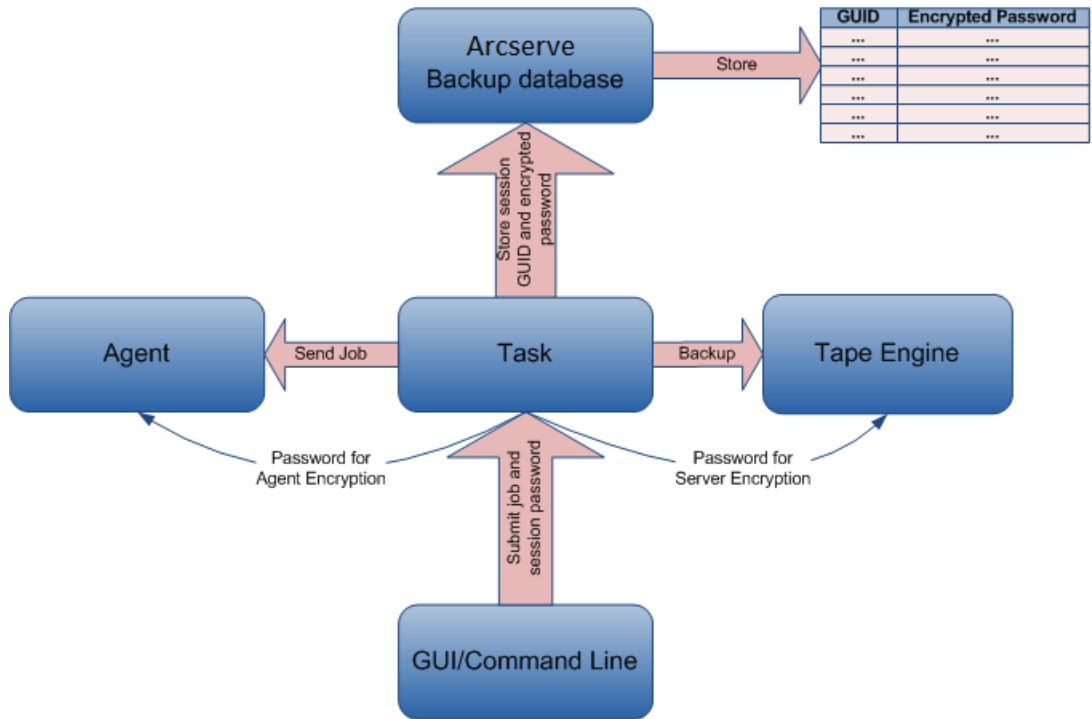 Arcserve
Backup database
Store
GUID Encrypted Password
... ...
... ...
... ...
... ...
... ...
... ...
Store session
GUID and encrypted
password
Agent
Send Job
Task
Backup
Tape Engine
Password for
Agent Encryption
Password for
Server Encryption
Submit job and
session password
GUI/Command Line